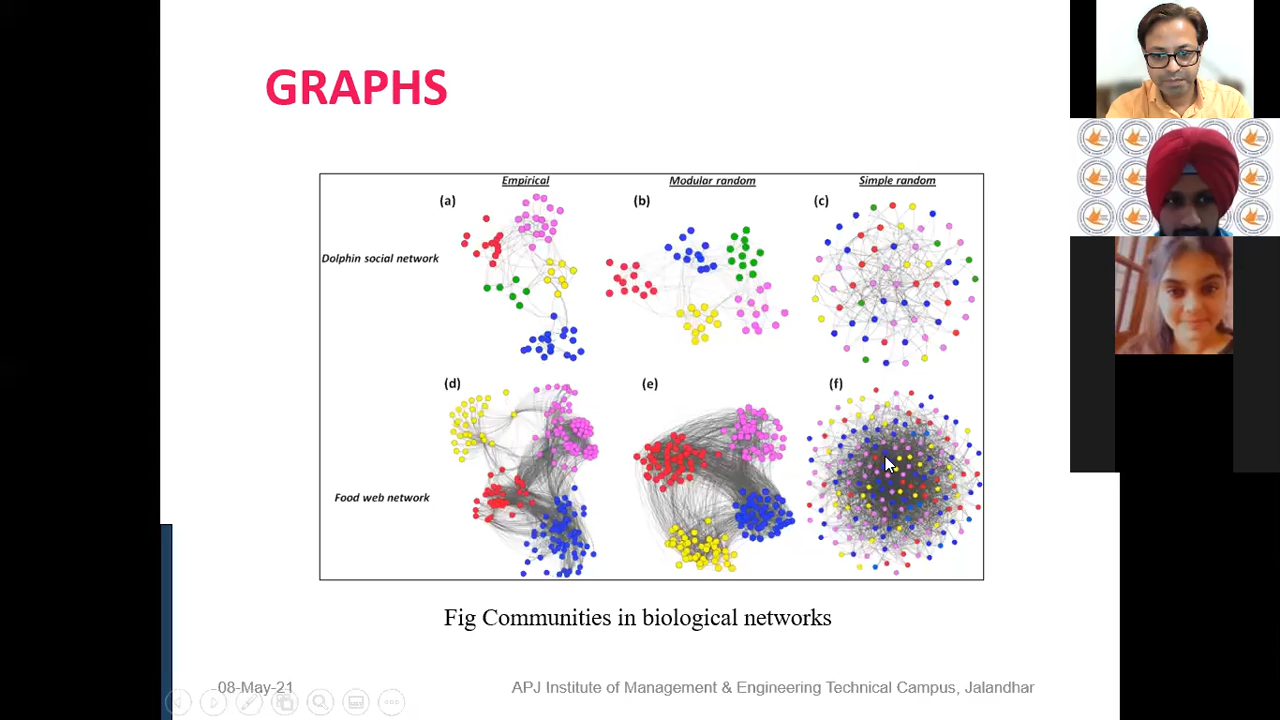 GRAPHS
Empirical Modular random Simple random
(a) (b) (c)
Dolphin social network
(d) (e) (f)
Food web network
Fig Communities in biological networks
08-May-21 APJ Institute of Management & Engineering Technical Campus, Jalandhar